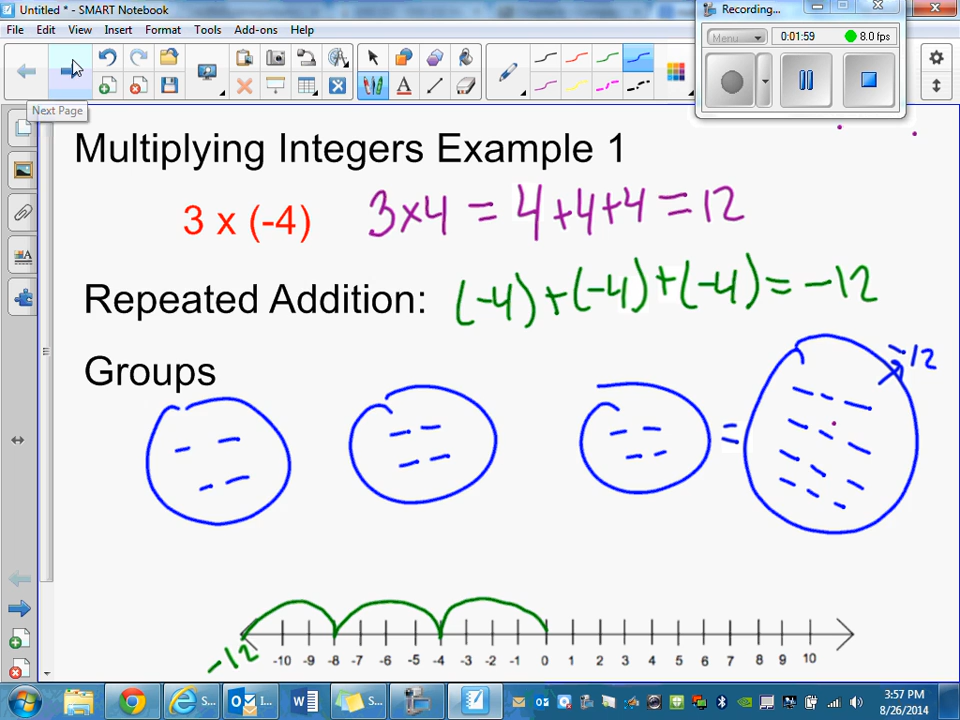 Untitled * - SMART Notebook
Recording...
File Edit View Insert Format Tools Add-ons Help
Menu 0:01:59 8.0 fps
Next Page
Multiplying Integers Example 1
3 x (-4) 3x4 = 4+4+4 = 12
Repeated Addition: (-4)+(-4)+(-4) = -12
Groups
-12
=
-12
-10 -9 -8 -7 -6 -5 -4 -3 -2 -1 0 1 2 3 4 5 6 7 8 9 10
S... S...
3:57 PM
8/26/2014